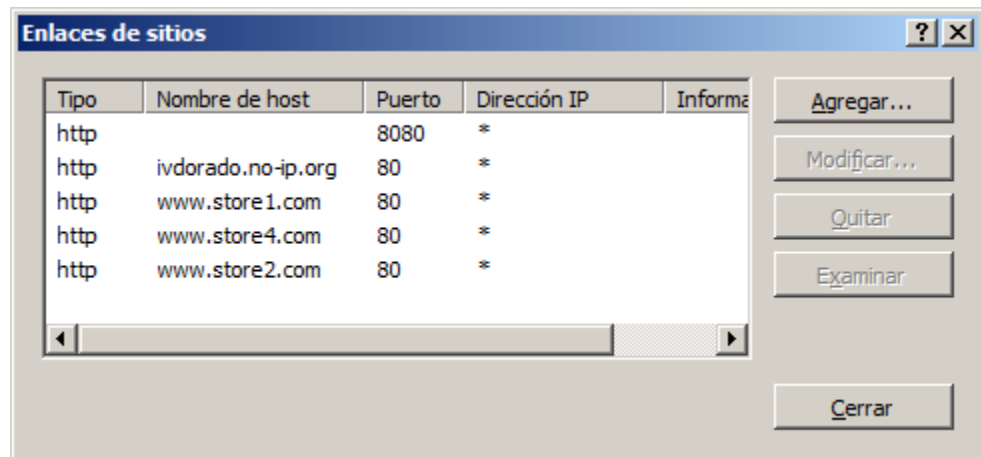 Enlaces de sitios
Tipo Nombre de host Puerto Dirección IP Informa
http 8080 *
http ivdorado.no-ip.org 80 *
http www.store1.com 80 *
http www.store4.com 80 *
http www.store2.com 80 *
Agregar...
Modificar...
Quitar
Examinar
Cerrar